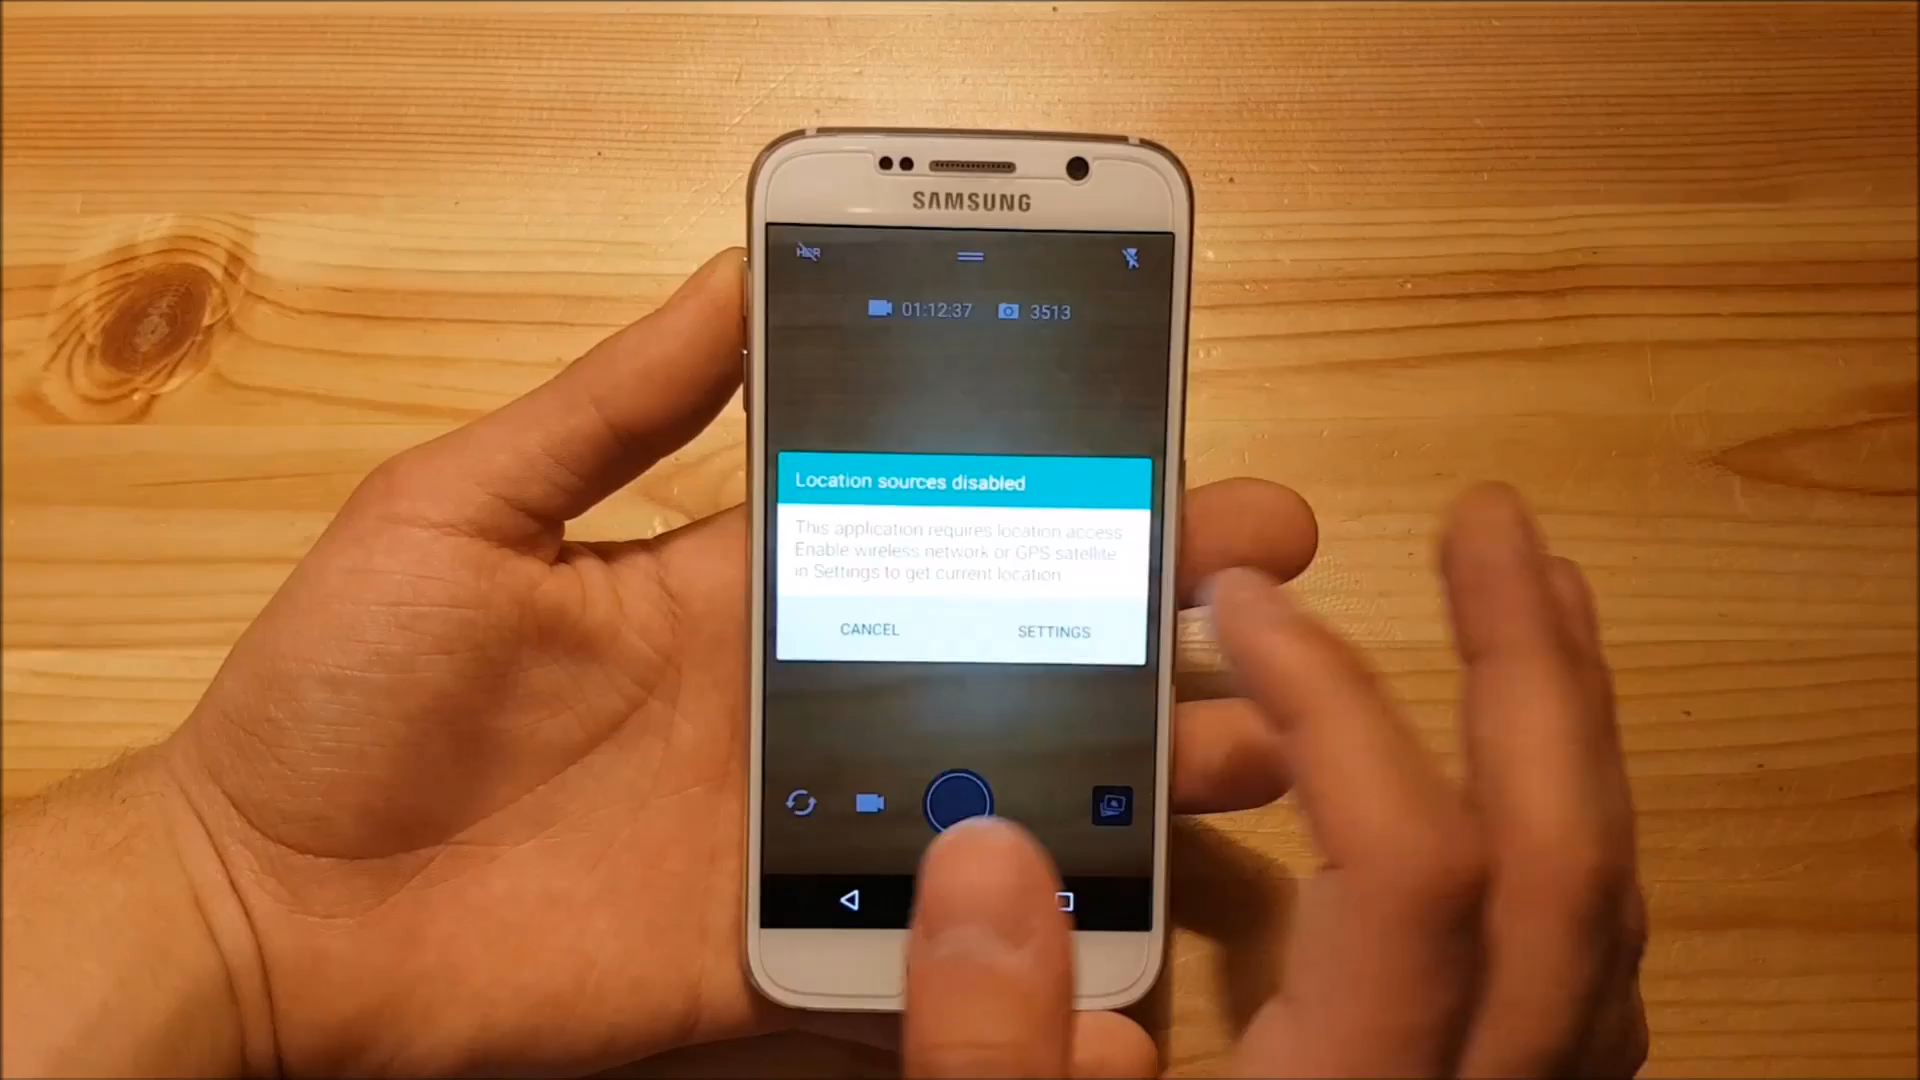 SAMSUNG
HDR
01:12:37 3513
Location sources disabled
This application requires location access
Enable wireless network or GPS satellite
in Settings to get current location
CANCEL SETTINGS